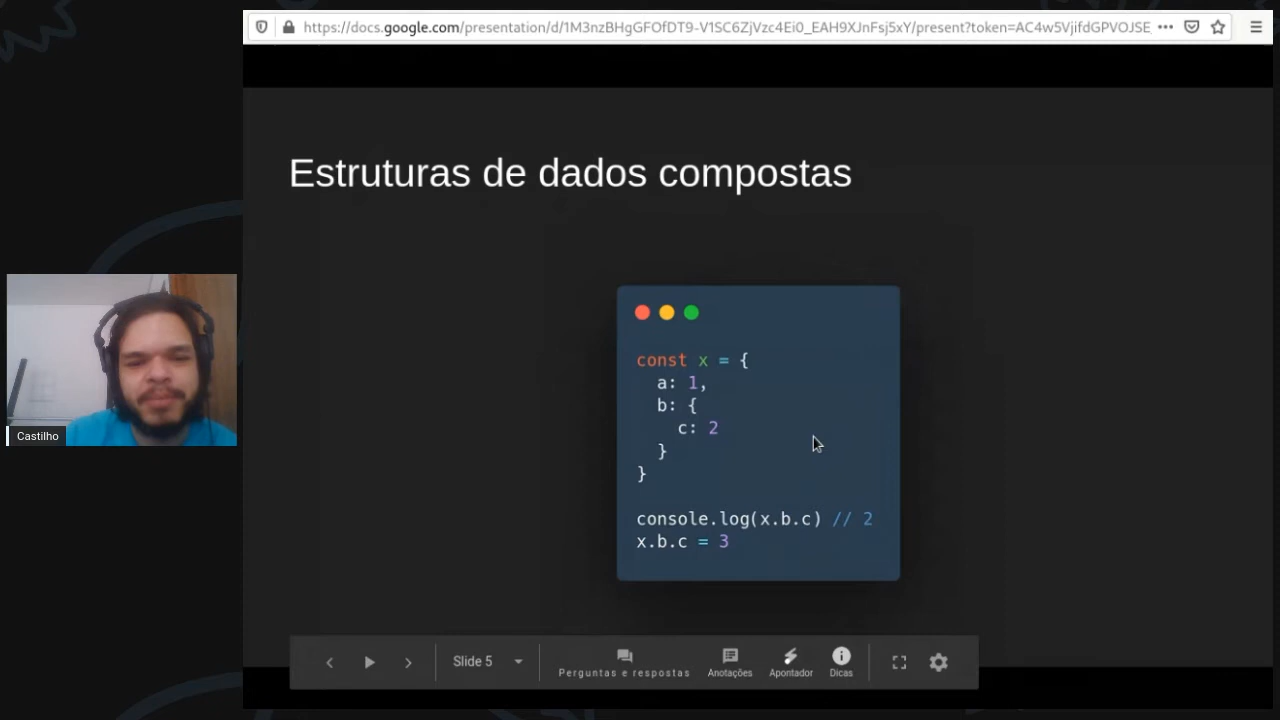 https://docs.google.com/presentation/d/1M3nzBHgGFOfDT9-V1SC6ZjVzc4Ei0_EAH9XJnFsj5xY/present?token=AC4w5VjifdGPVOJSE_
Estruturas de dados compostas
const x = {
  a: 1,
  b: {
    c: 2
  }
}
console.log(x.b.c) // 2
x.b.c = 3
Castilho
Slide 5
Perguntas e respostas
Anotações
Apontador
Dicas